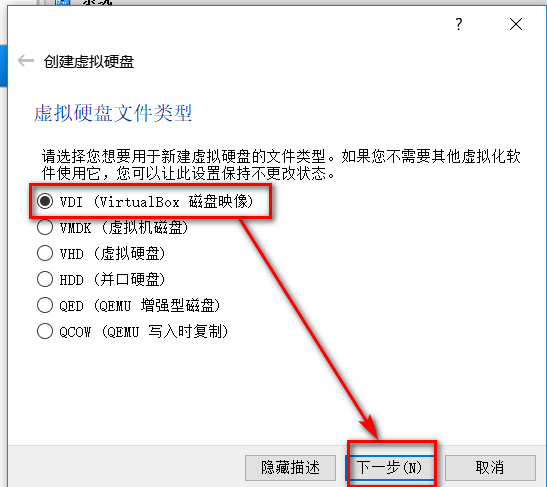 系统
?
创建虚拟硬盘
虚拟硬盘文件类型
请选择您想要用于新建虚拟硬盘的文件类型。如果您不需要其他虚拟化软
件使用它，您可以让此设置保持不更改状态。
VDI (VirtualBox 磁盘映像)
VMDK (虚拟机磁盘)
VHD (虚拟硬盘)
HDD (并口硬盘)
QED (QEMU 增强型磁盘)
QCOW (QEMU 写入时复制)
隐藏描述 下一步(N) 取消